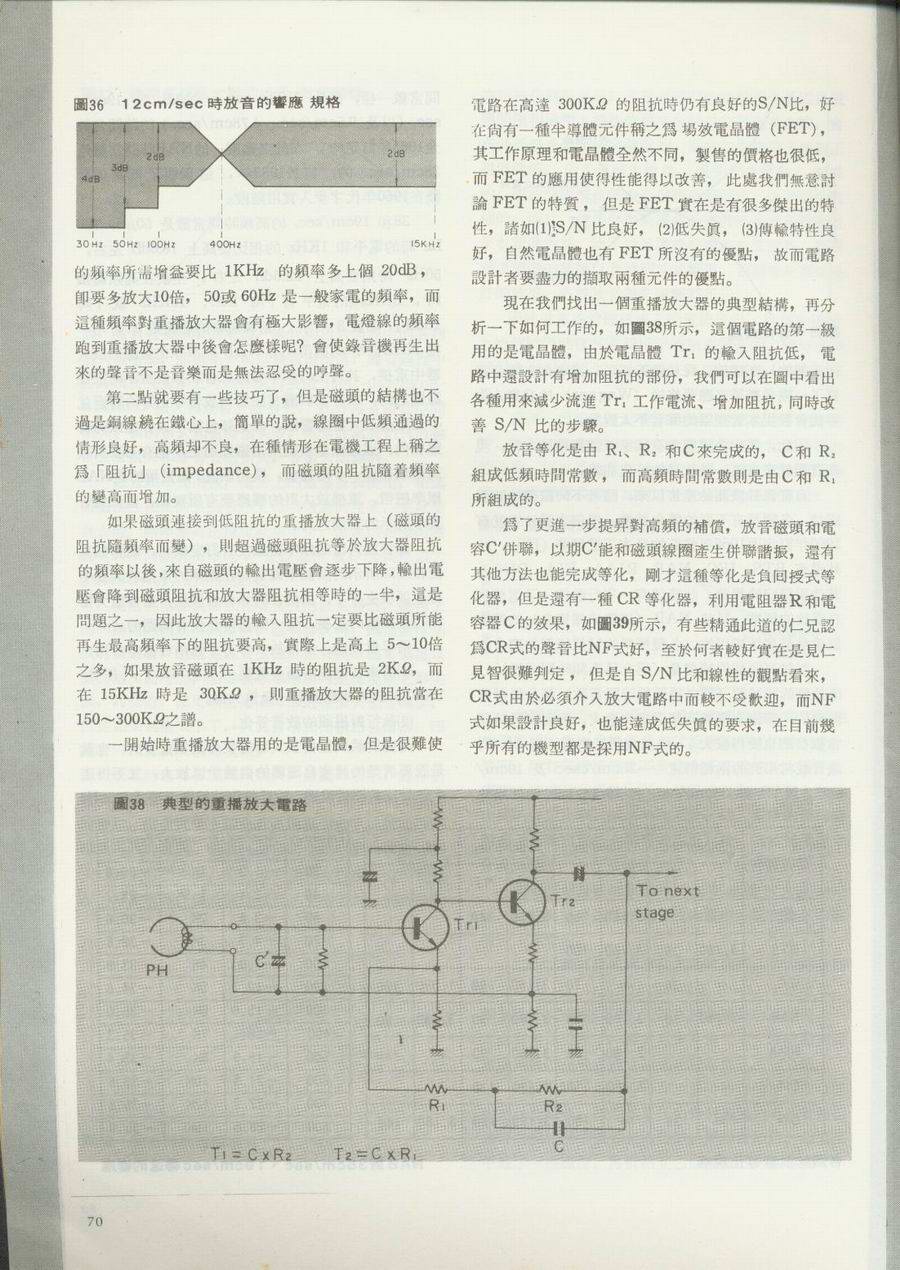 圖36 12cm/sec 時放音的響應 規格
4dB
3dB
2dB
2dB
30Hz 50Hz 100Hz 400Hz 15KHz
的頻率所需增益要比 1KHz 的頻率多上個 20dB，
卽要多放大10倍， 50或 60Hz 是一般家電的頻率，而
這種頻率對重播放大器會有極大影響，電燈線的頻率
跑到重播放大器中後會怎麼樣呢？會使錄音機再生出
來的聲音不是音樂而是無法忍受的哼聲。
第二點就要有一些技巧了，但是磁頭的結構也不
過是銅線繞在鐵心上，簡單的說，線圈中低頻通過的
情形良好，高頻却不良，在種情形在電機工程上稱之
爲「阻抗」（impedance），而磁頭的阻抗隨着頻率
的變高而增加。
如果磁頭連接到低阻抗的重播放大器上（磁頭的
阻抗隨頻率而變），則超過磁頭阻抗等於放大器阻抗
的頻率以後，來自磁頭的輸出電壓會逐步下降，輸出電
壓會降到磁頭阻抗和放大器阻抗相等時的一半，這是
問題之一，因此放大器的輸入阻抗一定要比磁頭所能
再生最高頻率下的阻抗要高，實際上是高上 5～10倍
之多，如果放音磁頭在 1KHz 時的阻抗是 2KΩ，而
在 15KHz 時是 30KΩ ，則重播放大器的阻抗當在
150～300KΩ之譜。
一開始時重播放大器用的是電晶體，但是很難使
電路在高達 300KΩ 的阻抗時仍有良好的S/N比，好
在尙有一種半導體元件稱之爲 場效電晶體（FET），
其工作原理和電晶體全然不同，製售的價格也很低，
而 FET 的應用使得性能得以改善， 此處我們無意討
論 FET 的特質， 但是 FET 實在是有很多傑出的特
性，諸如(1)S/N 比良好， (2)低失眞， (3)傳輸特性良
好，自然電晶體也有 FET 所沒有的優點， 故而電路
設計者要盡力的擷取兩種元件的優點。
現在我們找出一個重播放大器的典型結構，再分
析一下如何工作的，如圖38所示，這個電路的第一級
用的是電晶體，由於電晶體 Tr₁ 的輸入阻抗低， 電
路中還設計有增加阻抗的部份，我們可以在圖中看出
各種用來減少流進 Tr₁ 工作電流、增加阻抗，同時改
善 S/N 比的步驟。
放音等化是由 R₁、R₂ 和C來完成的， C和 R₂
組成低頻時間常數， 而高頻時間常數則是由C和 R₁
所組成的。
爲了更進一步提昇對高頻的補償，放音磁頭和電
容C′併聯，以期C′能和磁頭線圈產生併聯諧振，還有
其他方法也能完成等化，剛才這種等化是負囘授式等
化器，但是還有一種 CR 等化器，利用電阻器R和電
容器C的效果，如圖39所示，有些精通此道的仁兄認
爲CR式的聲音比NF式好，至於何者較好實在是見仁
見智很難判定， 但是自 S/N 比和線性的觀點看來，
CR式由於必須介入放大電路中而較不受歡迎，而NF
式如果設計良好，也能達成低失眞的要求，在目前幾
乎所有的機型都是採用NF式的。
圖38 典型的重播放大電路
Tr1
Tr2
To next
stage
PH
C′
R1
R2
C
T1=C×R2 T2=C×R1
70